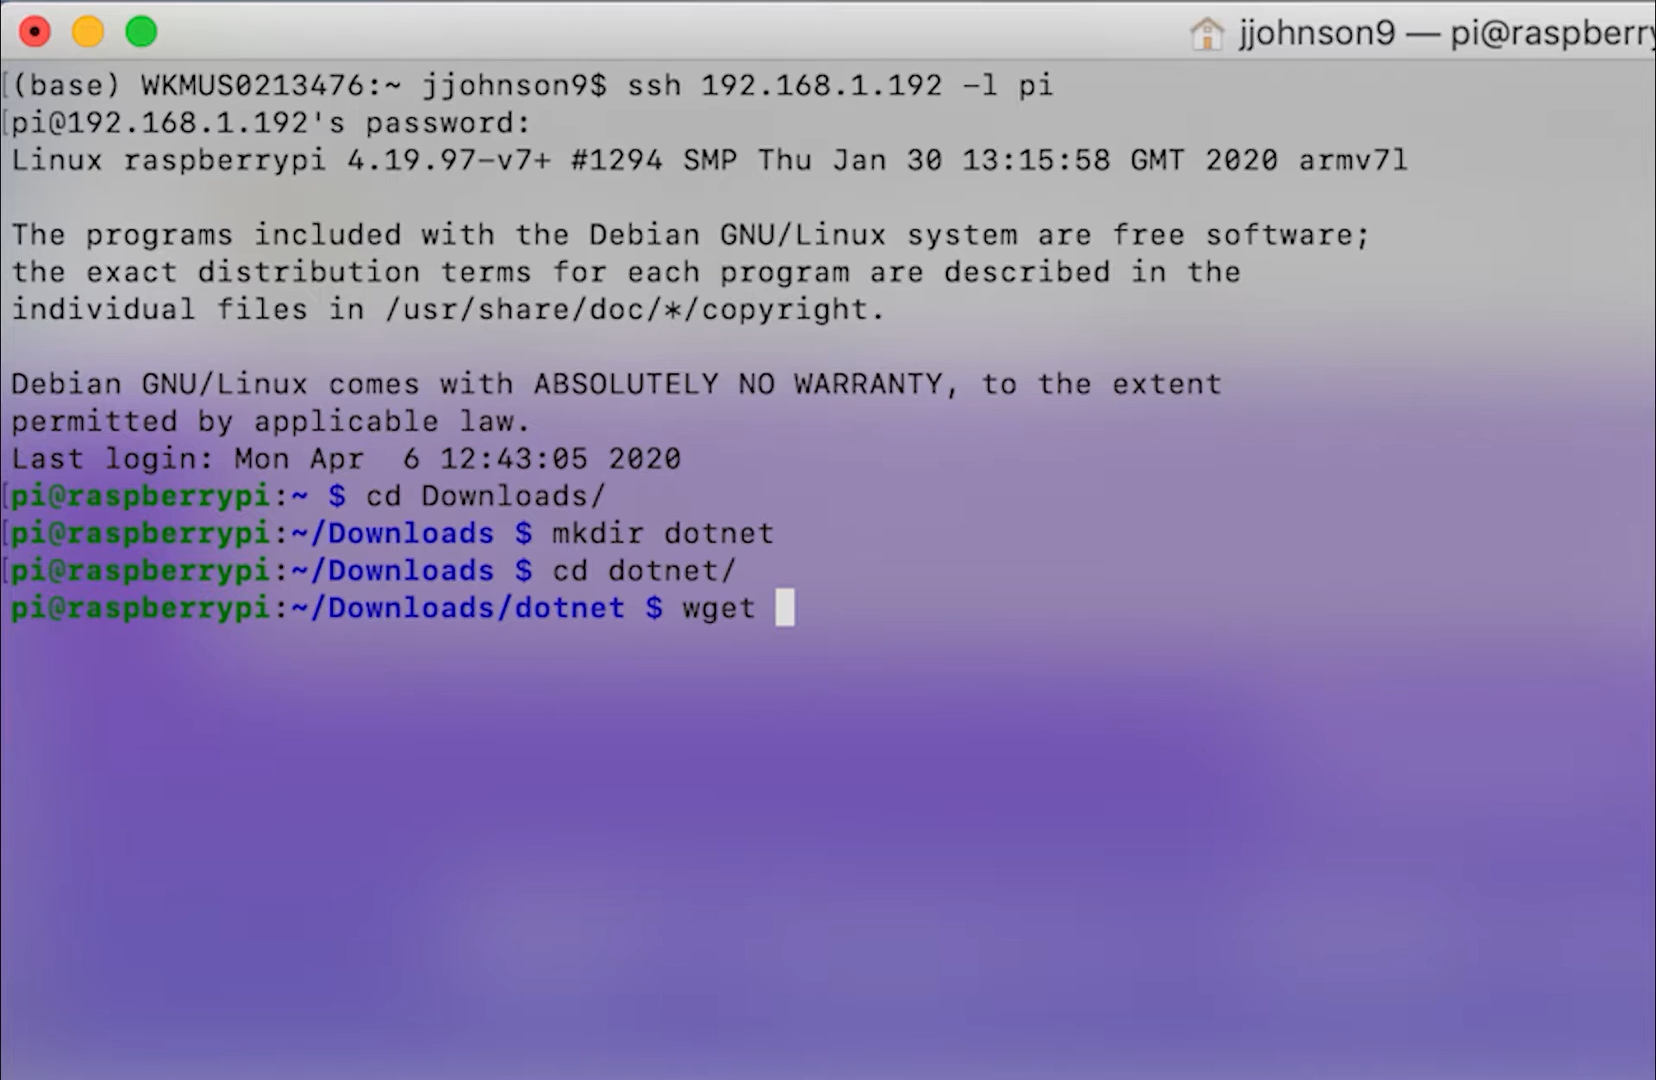 jjohnson9 — pi@raspberry
(base) WKMUS0213476:~ jjohnson9$ ssh 192.168.1.192 -l pi
pi@192.168.1.192's password:
Linux raspberrypi 4.19.97-v7+ #1294 SMP Thu Jan 30 13:15:58 GMT 2020 armv7l
The programs included with the Debian GNU/Linux system are free software;
the exact distribution terms for each program are described in the
individual files in /usr/share/doc/*/copyright.
Debian GNU/Linux comes with ABSOLUTELY NO WARRANTY, to the extent
permitted by applicable law.
Last login: Mon Apr  6 12:43:05 2020
pi@raspberrypi:~ $ cd Downloads/
pi@raspberrypi:~/Downloads $ mkdir dotnet
pi@raspberrypi:~/Downloads $ cd dotnet/
pi@raspberrypi:~/Downloads/dotnet $ wget